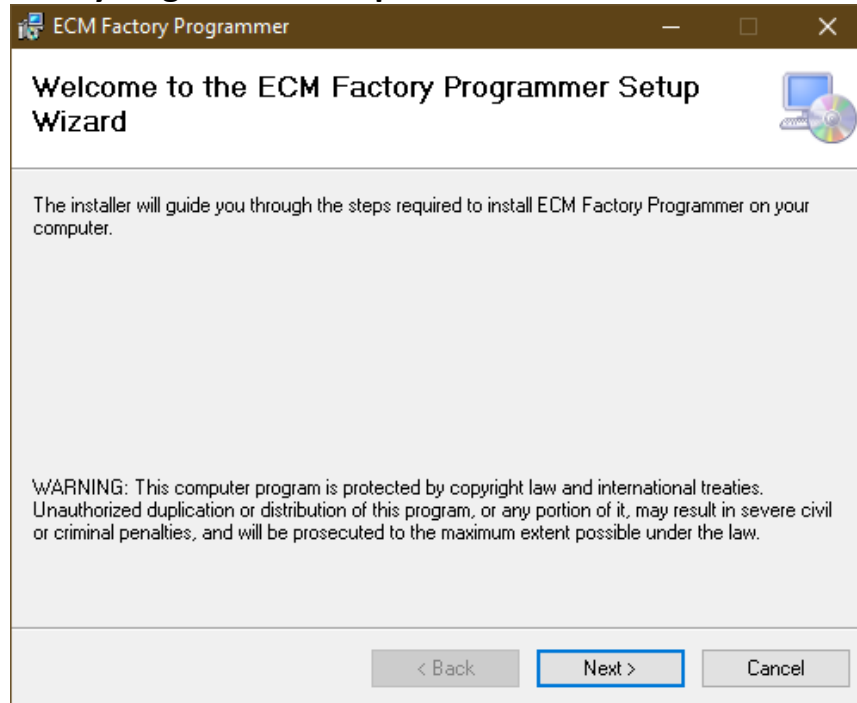 ECM Factory Programmer
Welcome to the ECM Factory Programmer Setup
Wizard
The installer will guide you through the steps required to install ECM Factory Programmer on your
computer.
WARNING: This computer program is protected by copyright law and international treaties.
Unauthorized duplication or distribution of this program, or any portion of it, may result in severe civil
or criminal penalties, and will be prosecuted to the maximum extent possible under the law.
< Back
Next >
Cancel